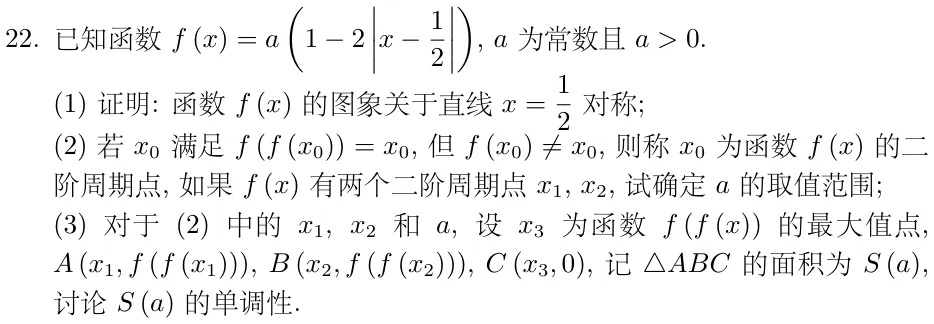 22. 已知函数 f (x) = a (1 − 2 |x − 1/2|), a 为常数且 a > 0.
(1) 证明: 函数 f (x) 的图象关于直线 x = 1/2 对称;
(2) 若 x₀ 满足 f (f (x₀)) = x₀, 但 f (x₀) ≠ x₀, 则称 x₀ 为函数 f (x) 的二
阶周期点, 如果 f (x) 有两个二阶周期点 x₁, x₂, 试确定 a 的取值范围;
(3) 对于 (2) 中的 x₁, x₂ 和 a, 设 x₃ 为函数 f (f (x)) 的最大值点,
A (x₁, f (f (x₁))), B (x₂, f (f (x₂))), C (x₃, 0), 记 △ABC 的面积为 S (a),
讨论 S (a) 的单调性.